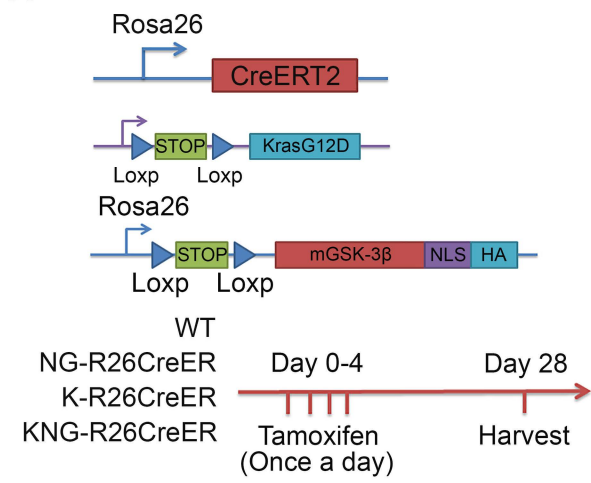 Rosa26
CreERT2
STOP KrasG12D
Loxp Loxp
Rosa26
STOP mGSK-3β NLS HA
Loxp Loxp
WT
NG-R26CreER Day 0-4 Day 28
K-R26CreER
KNG-R26CreER Tamoxifen Harvest
(Once a day)